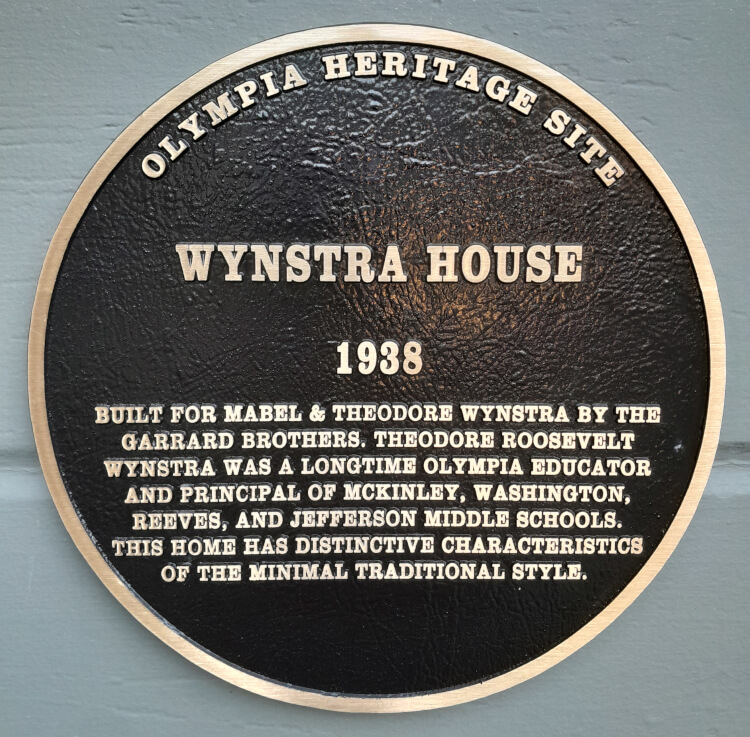 OLYMPIA HERITAGE SITE
WYNSTRA HOUSE
1938
BUILT FOR MABEL & THEODORE WYNSTRA BY THE
GARRARD BROTHERS. THEODORE ROOSEVELT
WYNSTRA WAS A LONGTIME OLYMPIA EDUCATOR
AND PRINCIPAL OF MCKINLEY, WASHINGTON,
REEVES, AND JEFFERSON MIDDLE SCHOOLS.
THIS HOME HAS DISTINCTIVE CHARACTERISTICS
OF THE MINIMAL TRADITIONAL STYLE.